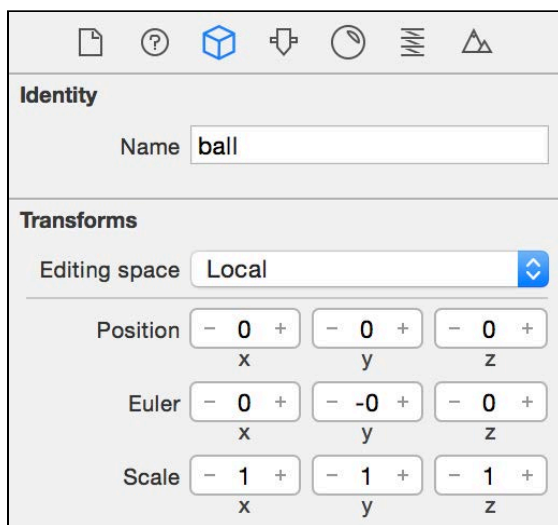 Identity
Name ball
Transforms
Editing space Local
Position − 0 + − 0 + − 0 +
x y z
Euler − 0 + − -0 + − 0 +
x y z
Scale − 1 + − 1 + − 1 +
x y z